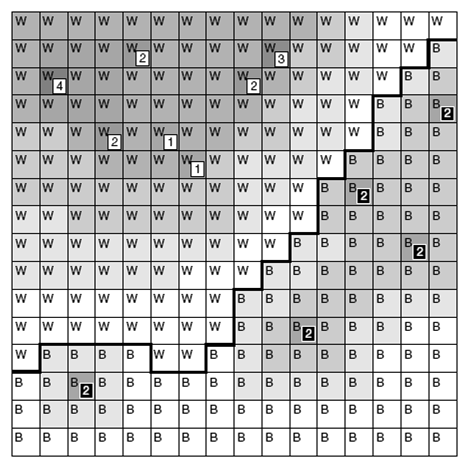 W W W W W W W W W W W W W W W W
W W W W W 2 W W W W W 3 W W W W W B
W W 4 W W W W W W W 2 W W W W W B B
W W W W W W W W W W W W W B B B 2
W W W W 2 W W 1 W W W W W W W B B B
W W W W W W W 1 W W W W W B B B B
W W W W W W W W W W W B B 2 B B B
W W W W W W W W W W W B B B B B
W W W W W W W W W W B B B B B 2 B
W W W W W W W W W B B B B B B B
W W W W W W W W B B B B B B B B
W W W W W W W W B B B 2 B B B B B
W B B B B W W B B B B B B B B B
B B B 2 B B B B B B B B B B B B B
B B B B B B B B B B B B B B B B
B B B B B B B B B B B B B B B B